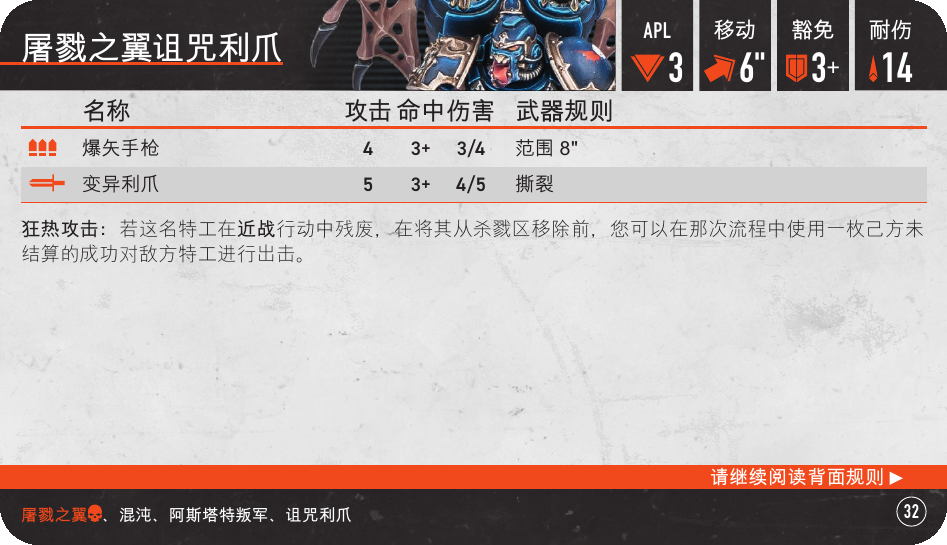 屠戮之翼诅咒利爪
APL 移动 豁免 耐伤
3 6" 3+ 14
名称 攻击 命中 伤害 武器规则
爆矢手枪 4 3+ 3/4 范围 8"
变异利爪 5 3+ 4/5 撕裂
狂热攻击：若这名特工在近战行动中残废，在将其从杀戮区移除前，您可以在那次流程中使用一枚己方未
结算的成功对敌方特工进行出击。
请继续阅读背面规则 ▶
屠戮之翼、混沌、阿斯塔特叛军、诅咒利爪
32